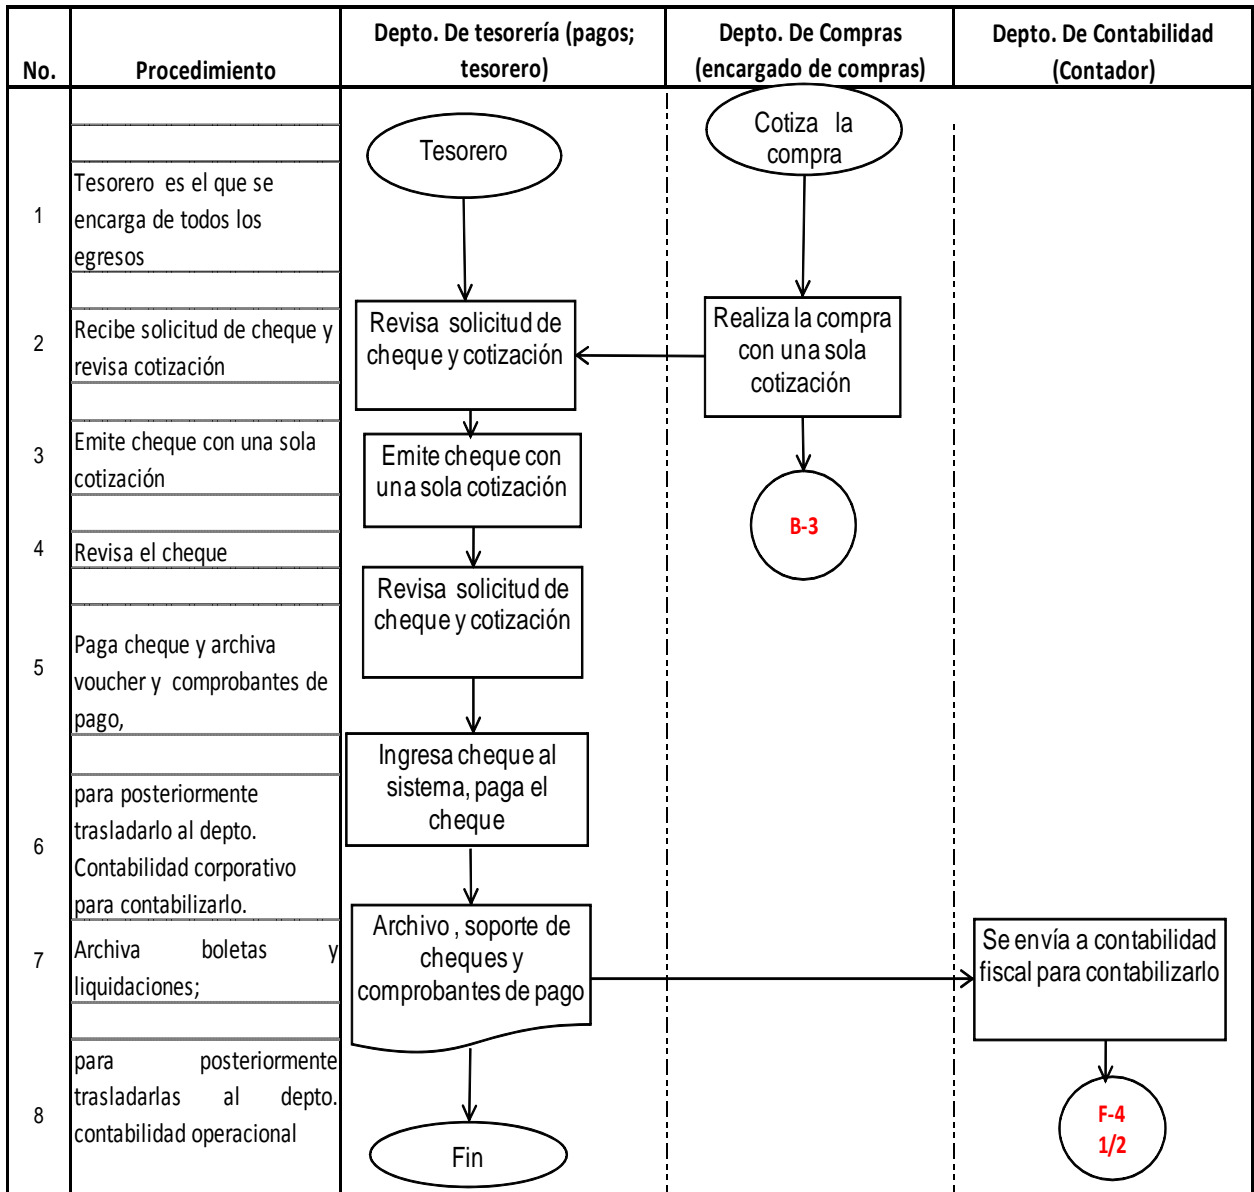 No.
Procedimiento
Depto. De tesorería (pagos;
tesorero)
Depto. De Compras
(encargado de compras)
Depto. De Contabilidad
(Contador)
1
Tesorero es el que se
encarga de todos los
egresos
2
Recibe solicitud de cheque y
revisa cotización
3
Emite cheque con una sola
cotización
4
Revisa el cheque
5
Paga cheque y archiva
voucher y comprobantes de
pago,
6
para posteriormente
trasladarlo al depto.
Contabilidad corporativo
para contabilizarlo.
7
Archiva boletas y
liquidaciones;
8
para posteriormente
trasladarlas al depto.
contabilidad operacional
Tesorero
Revisa solicitud de
cheque y cotización
Emite cheque con
una sola cotización
Revisa solicitud de
cheque y cotización
Ingresa cheque al
sistema, paga el
cheque
Archivo , soporte de
cheques y
comprobantes de pago
Fin
Cotiza la
compra
Realiza la compra
con una sola
cotización
B-3
Se envía a contabilidad
fiscal para contabilizarlo
F-4
1/2